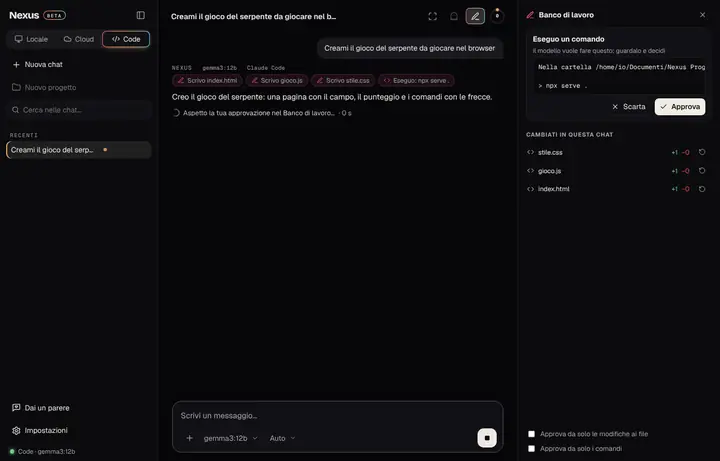 Nexus BETA
Locale Cloud Code
Nuova chat
Nuovo progetto
Cerca nelle chat...
RECENTI
Creami il gioco del serp...
Dai un parere
Impostazioni
Code · gemma3:12b
Creami il gioco del serpente da giocare nel b...
Creami il gioco del serpente da giocare nel browser
NEXUS gemma3:12b Claude Code
Scrivo index.html Scrivo gioco.js Scrivo stile.css Eseguo: npx serve .
Creo il gioco del serpente: una pagina con il campo, il punteggio e i comandi con le frecce.
Aspetto la tua approvazione nel Banco di lavoro... · 0 s
Scrivi un messaggio...
gemma3:12b Auto
Banco di lavoro
Eseguo un comando
Il modello vuole fare questo: guardalo e decidi
Nella cartella /home/io/Documenti/Nexus Prog
> npx serve .
Scarta Approva
CAMBIATI IN QUESTA CHAT
stile.css +1 −0
gioco.js +1 −0
index.html +1 −0
Approva da solo le modifiche ai file
Approva da solo i comandi